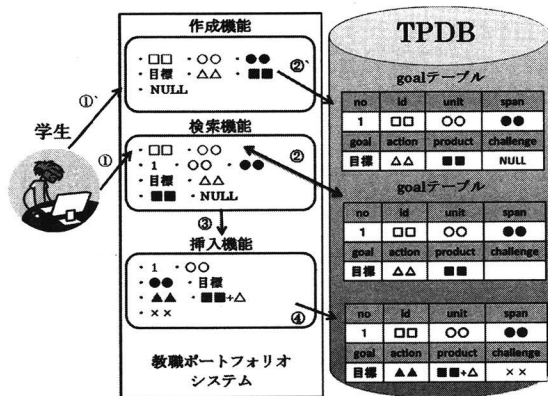 学生
①`
①
作成機能
・□□ ・○○ ・●●
・目標 ・△△ ・■■
・NULL
②`
検索機能
・□□ ・○○
・1 ・○○ ・●●
・目標 ・△△
・■■ ・NULL
②
③
挿入機能
・1 ・○○
・●● ・目標
・▲▲ ・■■+△
・××
④
教職ポートフォリオ
システム
TPDB
goalテーブル
no id unit span
1 □□ ○○ ●●
goal action product challenge
目標 △△ ■■ NULL
goalテーブル
no id unit span
1 □□ ○○ ●●
goal action product challenge
目標 △△ ■■
no id unit span
1 □□ ○○ ●●
goal action product challenge
目標 ▲▲ ■■+△ ××